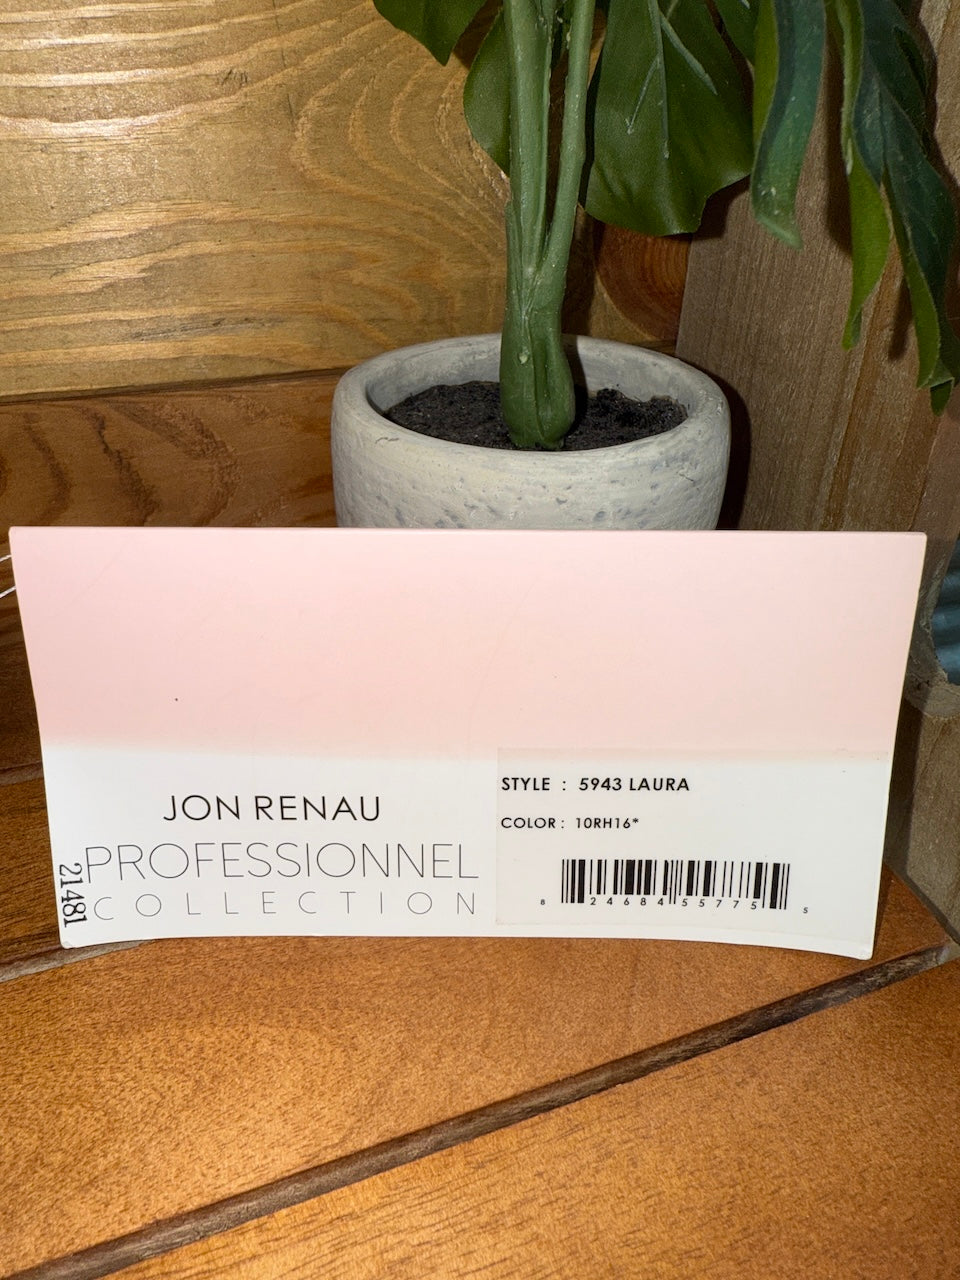 JON RENAU
PROFESSIONNEL
COLLECTION
21481
STYLE : 5943 LAURA
COLOR : 10RH16*
8 24684 55775 5